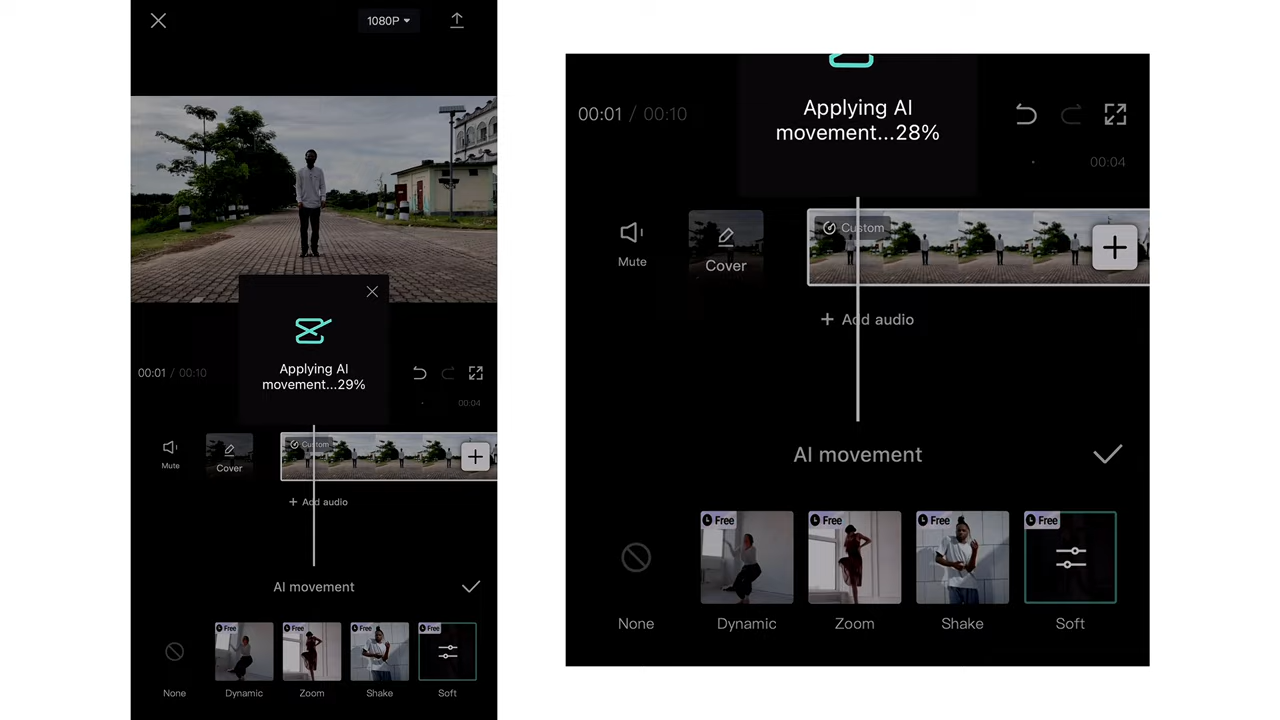 1080P
Applying AI
movement...29%
00:01 / 00:10
00:04
Custom
Mute
Cover
+ Add audio
AI movement
Free
Free
Free
Free
None
Dynamic
Zoom
Shake
Soft
Applying AI
movement...28%
00:01 / 00:10
00:04
Custom
Mute
Cover
+ Add audio
AI movement
Free
Free
Free
Free
None
Dynamic
Zoom
Shake
Soft